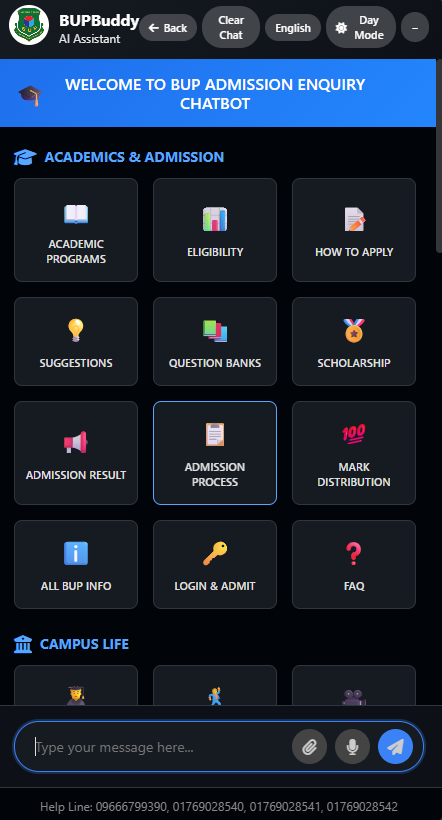 BUPBuddy
AI Assistant
← Back
Clear Chat
English
Day Mode
–
WELCOME TO BUP ADMISSION ENQUIRY
CHATBOT
ACADEMICS & ADMISSION
ACADEMIC PROGRAMS
ELIGIBILITY
HOW TO APPLY
SUGGESTIONS
QUESTION BANKS
SCHOLARSHIP
ADMISSION RESULT
ADMISSION PROCESS
100
MARK DISTRIBUTION
ALL BUP INFO
LOGIN & ADMIT
FAQ
CAMPUS LIFE
Type your message here...
Help Line: 09666799390, 01769028540, 01769028541, 01769028542